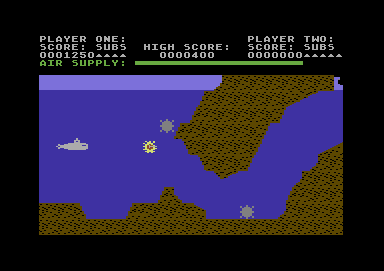 PLAYER ONE: PLAYER TWO:
SCORE: SUBS HIGH SCORE: SCORE: SUBS
0001250 0000400 0000000
AIR SUPPLY: